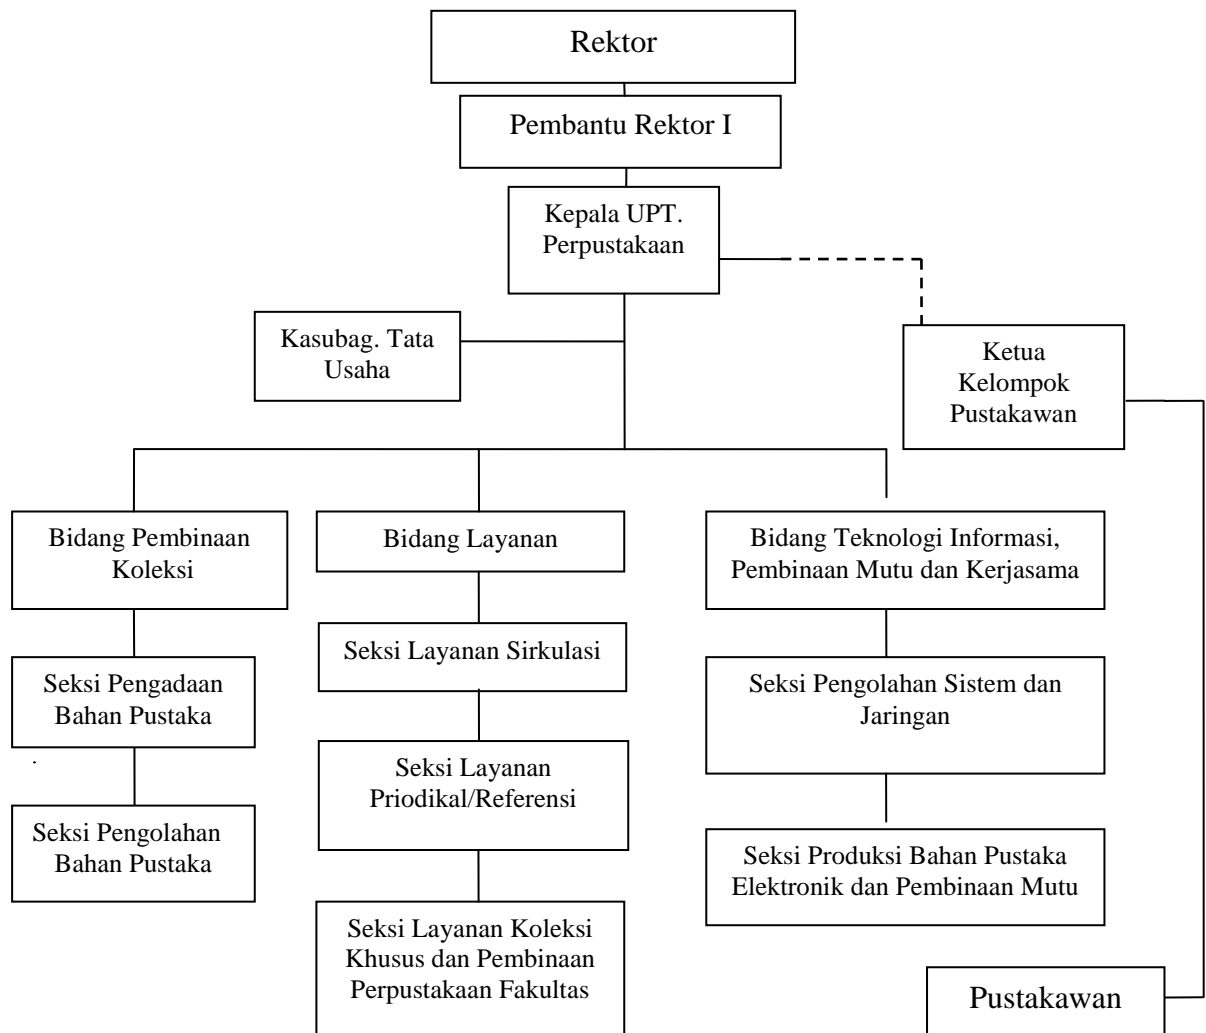 Rektor
Pembantu Rektor I
Kepala UPT.
Perpustakaan
Kasubag. Tata
Usaha
Ketua
Kelompok
Pustakawan
Bidang Pembinaan
Koleksi
Bidang Layanan
Bidang Teknologi Informasi,
Pembinaan Mutu dan Kerjasama
Seksi Layanan Sirkulasi
Seksi Pengadaan
Bahan Pustaka
Seksi Pengolahan Sistem dan
Jaringan
Seksi Layanan
Priodikal/Referensi
Seksi Pengolahan
Bahan Pustaka
Seksi Produksi Bahan Pustaka
Elektronik dan Pembinaan Mutu
Seksi Layanan Koleksi
Khusus dan Pembinaan
Perpustakaan Fakultas
Pustakawan